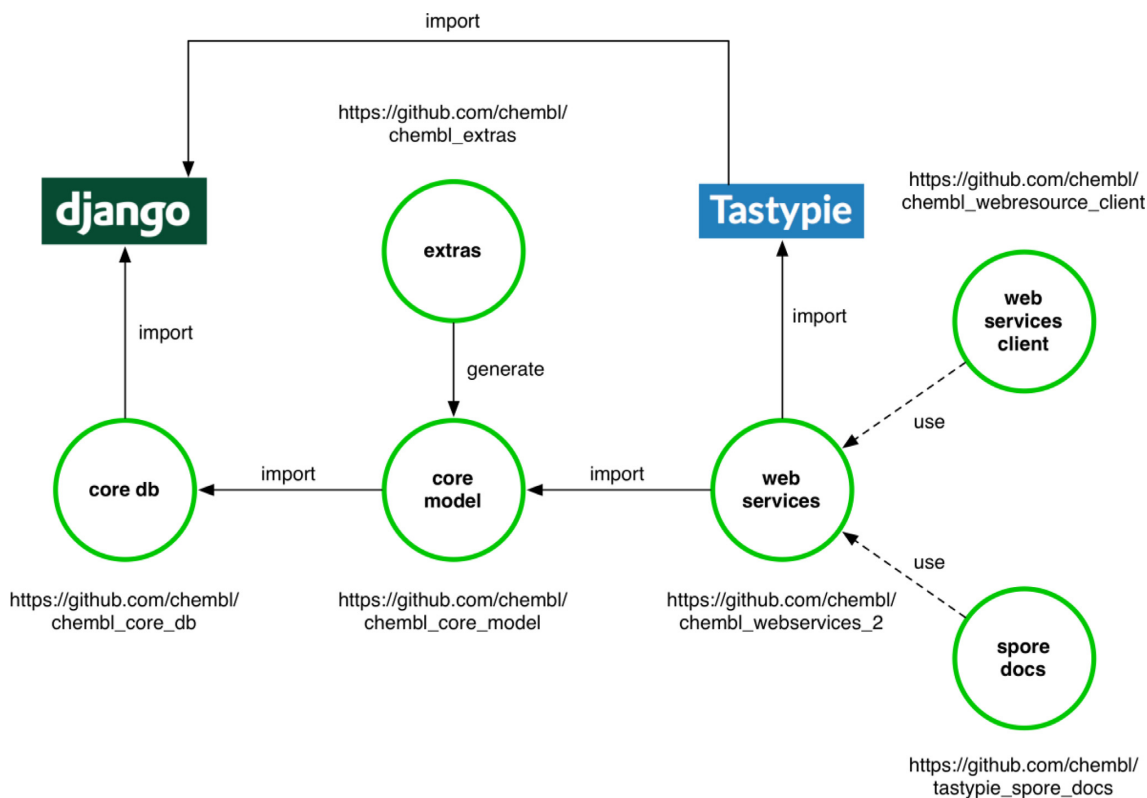 import
https://github.com/chembl/
chembl_extras
https://github.com/chembl/
chembl_webresource_client
django
extras
Tastypie
web
services
client
import
generate
import
use
core db
import
core
model
import
web
services
use
https://github.com/chembl/
chembl_core_db
https://github.com/chembl/
chembl_core_model
https://github.com/chembl/
chembl_webservices_2
spore
docs
https://github.com/chembl/
tastypie_spore_docs